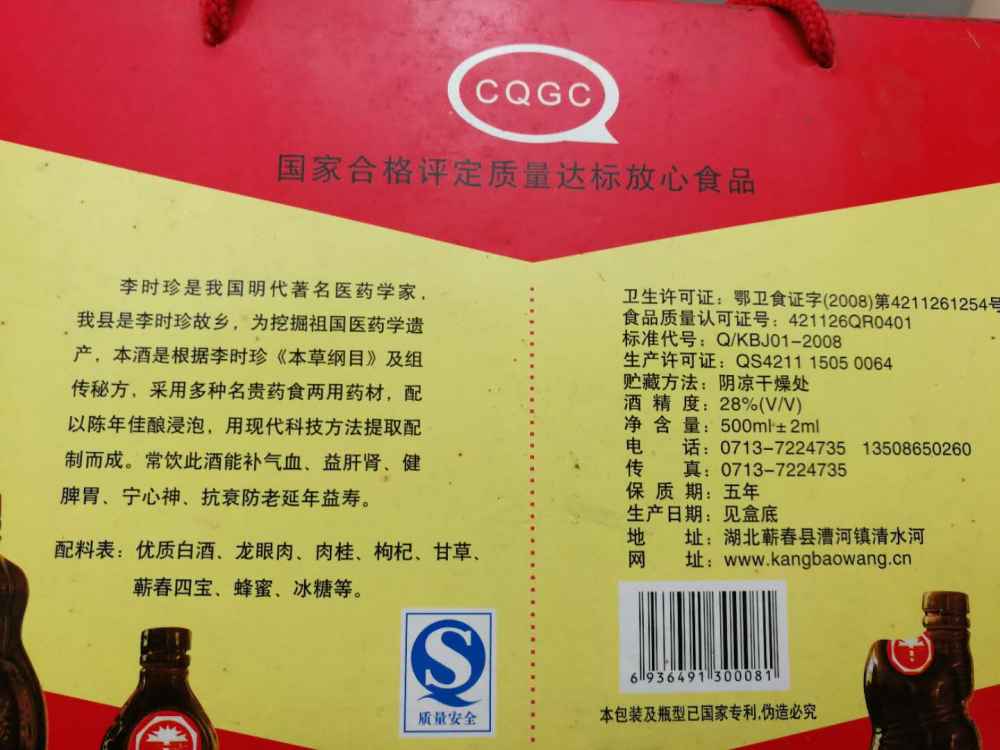 CQGC
国家合格评定质量达标放心食品
李时珍是我国明代著名医药学家，
我县是李时珍故乡，为挖掘祖国医药学遗
产，本酒是根据李时珍《本草纲目》及组
传秘方，采用多种名贵药食两用药材，配
以陈年佳酿浸泡，用现代科技方法提取配
制而成。常饮此酒能补气血、益肝肾、健
脾胃、宁心神、抗衰防老延年益寿。
配料表：优质白酒、龙眼肉、肉桂、枸杞、甘草、
蕲春四宝、蜂蜜、冰糖等。
质量安全
卫生许可证：鄂卫食证字(2008)第4211261254号
食品质量认可证号：421126QR0401
标准代号：Q/KBJ01-2008
生产许可证：QS4211 1505 0064
贮藏方法：阴凉干燥处
酒 精 度：28%(V/V)
净 含 量：500ml±2ml
电 话：0713-7224735 13508650260
传 真：0713-7224735
保 质 期：五年
生产日期：见盒底
地 址：湖北蕲春县漕河镇清水河
网 址：www.kangbaowang.cn
6 936491 300081
本包装及瓶型已国家专利,伪造必究